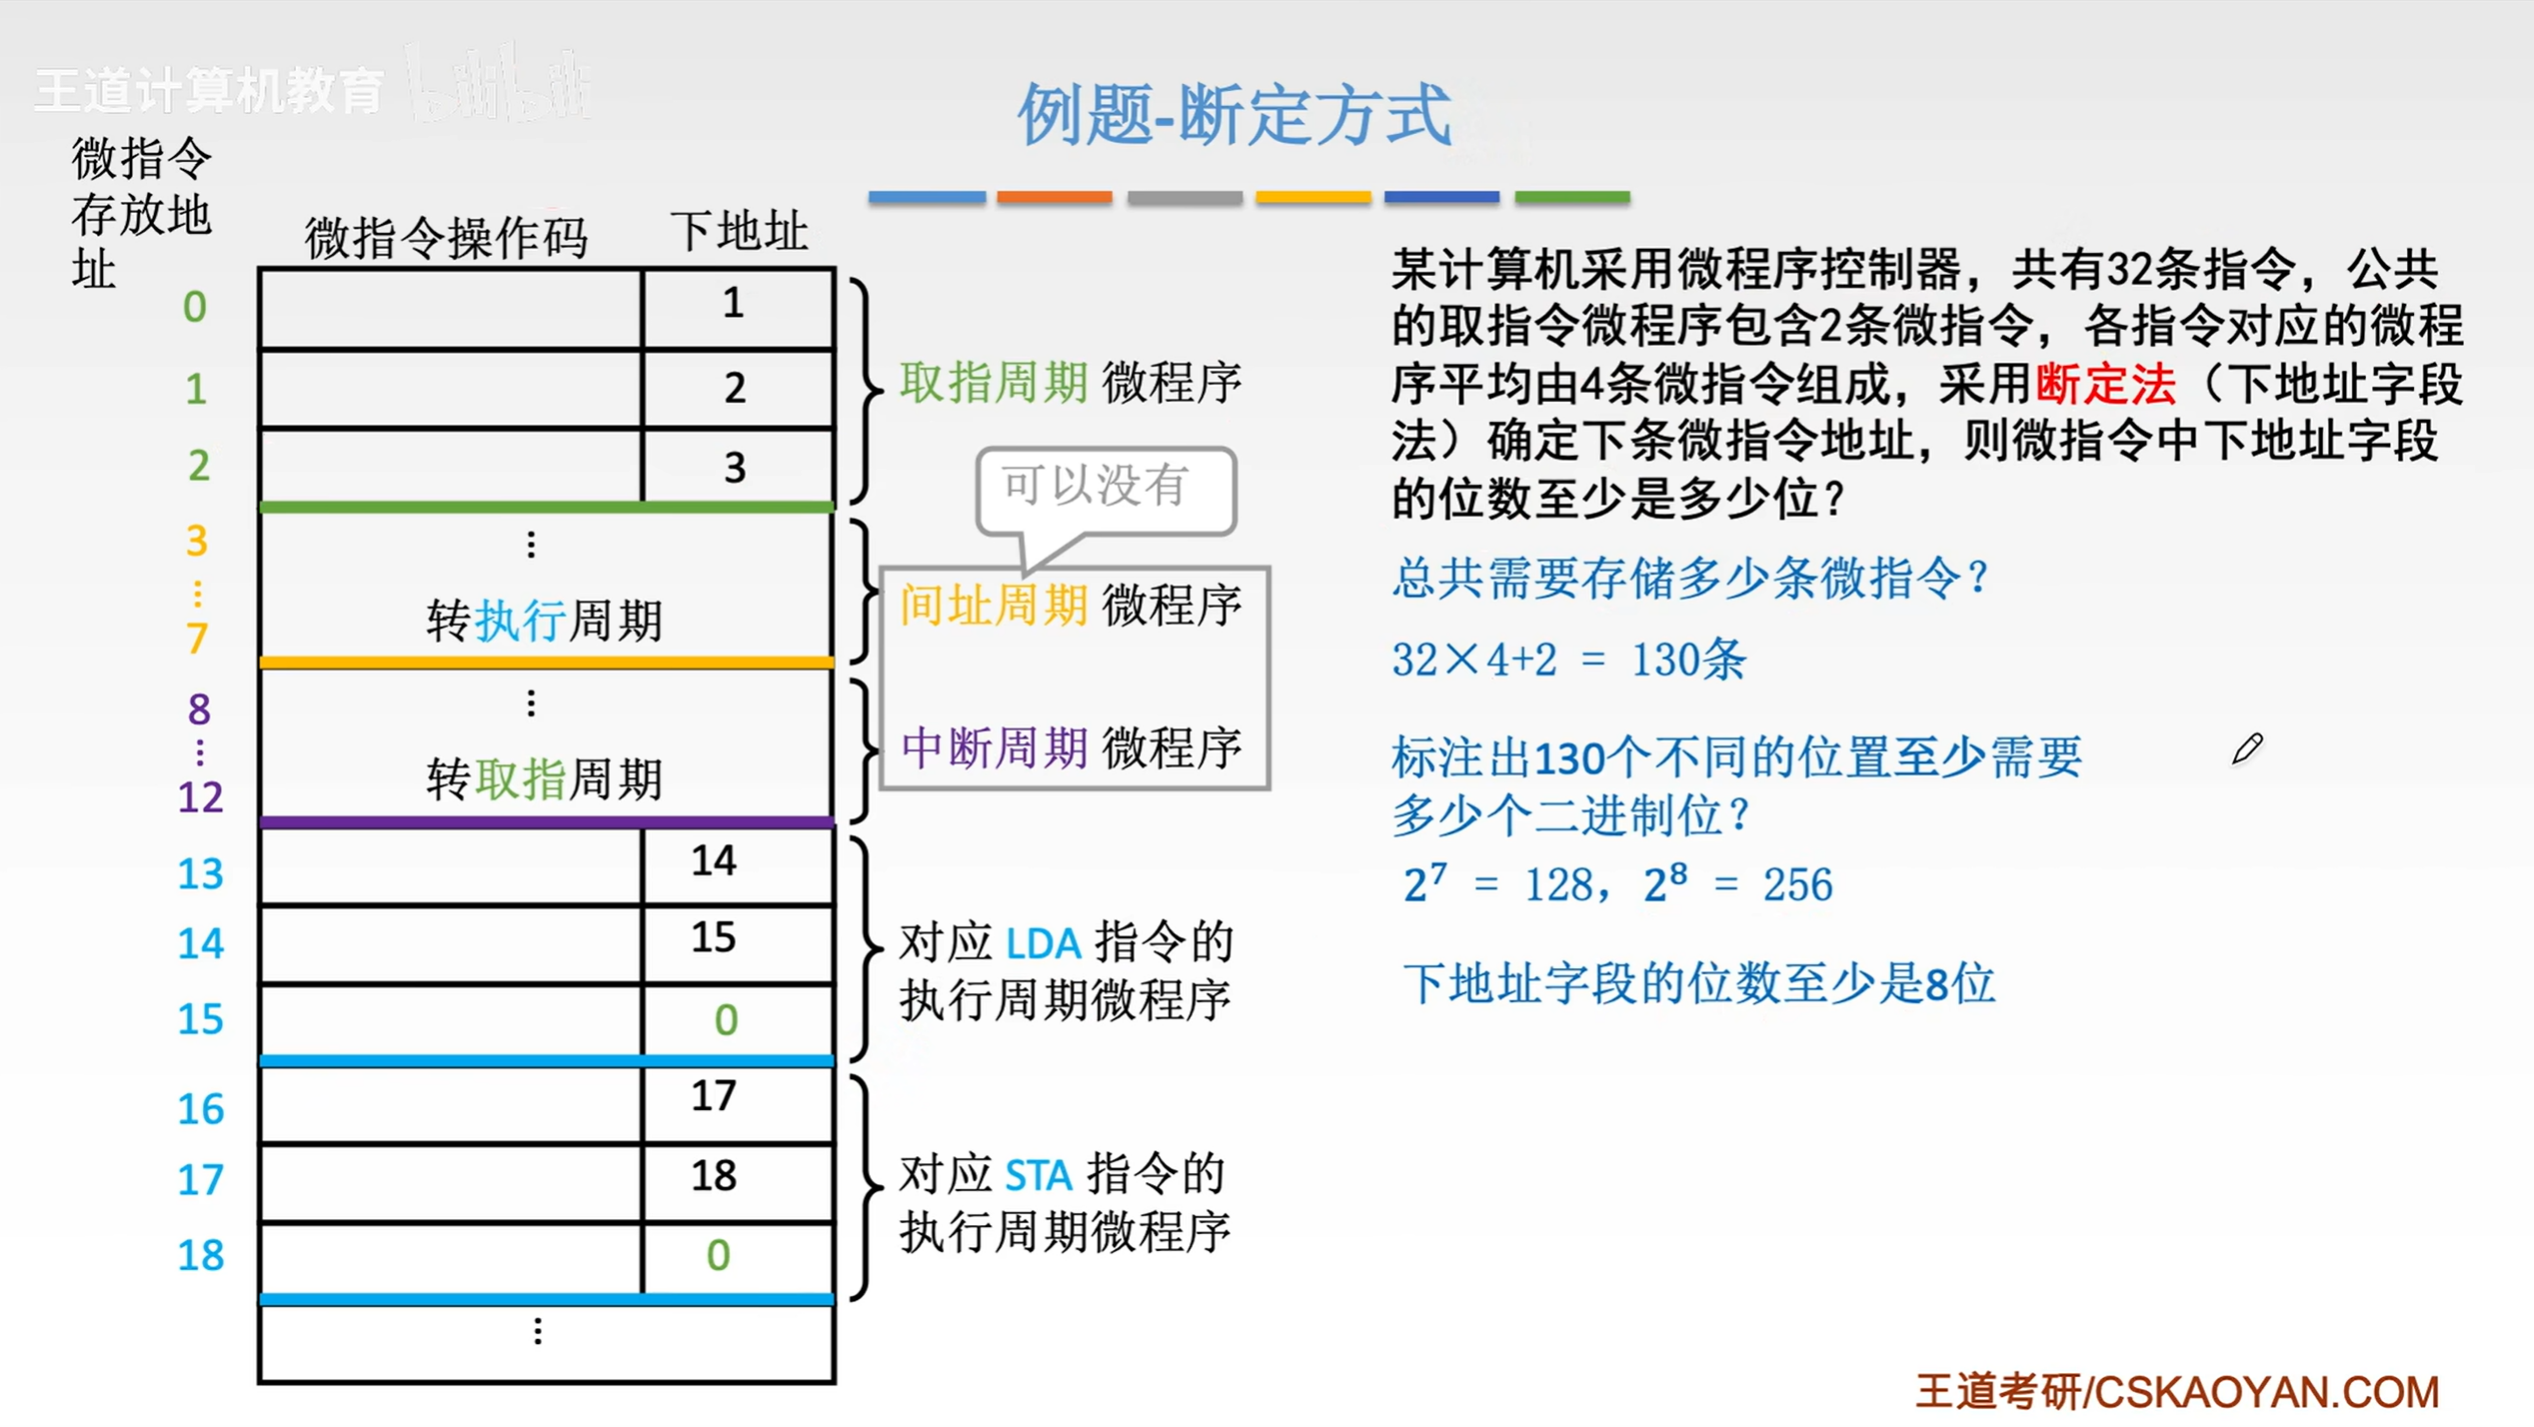 王道计算机教育 bilibili
例题-断定方式
微指令
存放地
址
微指令操作码 下地址
0 1
1 2
2 3
取指周期 微程序
可以没有
3
⋮ ⋮
7 转执行周期
间址周期 微程序
8 ⋮
⋮
12 转取指周期
中断周期 微程序
13 14
14 15
15 0
对应 LDA 指令的
执行周期微程序
16 17
17 18
18 0
对应 STA 指令的
执行周期微程序
⋮
某计算机采用微程序控制器，共有32条指令，公共
的取指令微程序包含2条微指令，各指令对应的微程
序平均由4条微指令组成，采用断定法（下地址字段
法）确定下条微指令地址，则微指令中下地址字段
的位数至少是多少位？
总共需要存储多少条微指令？
32×4+2 = 130条
标注出130个不同的位置至少需要
多少个二进制位？
2⁷ = 128，2⁸ = 256
下地址字段的位数至少是8位
王道考研/CSKAOYAN.COM